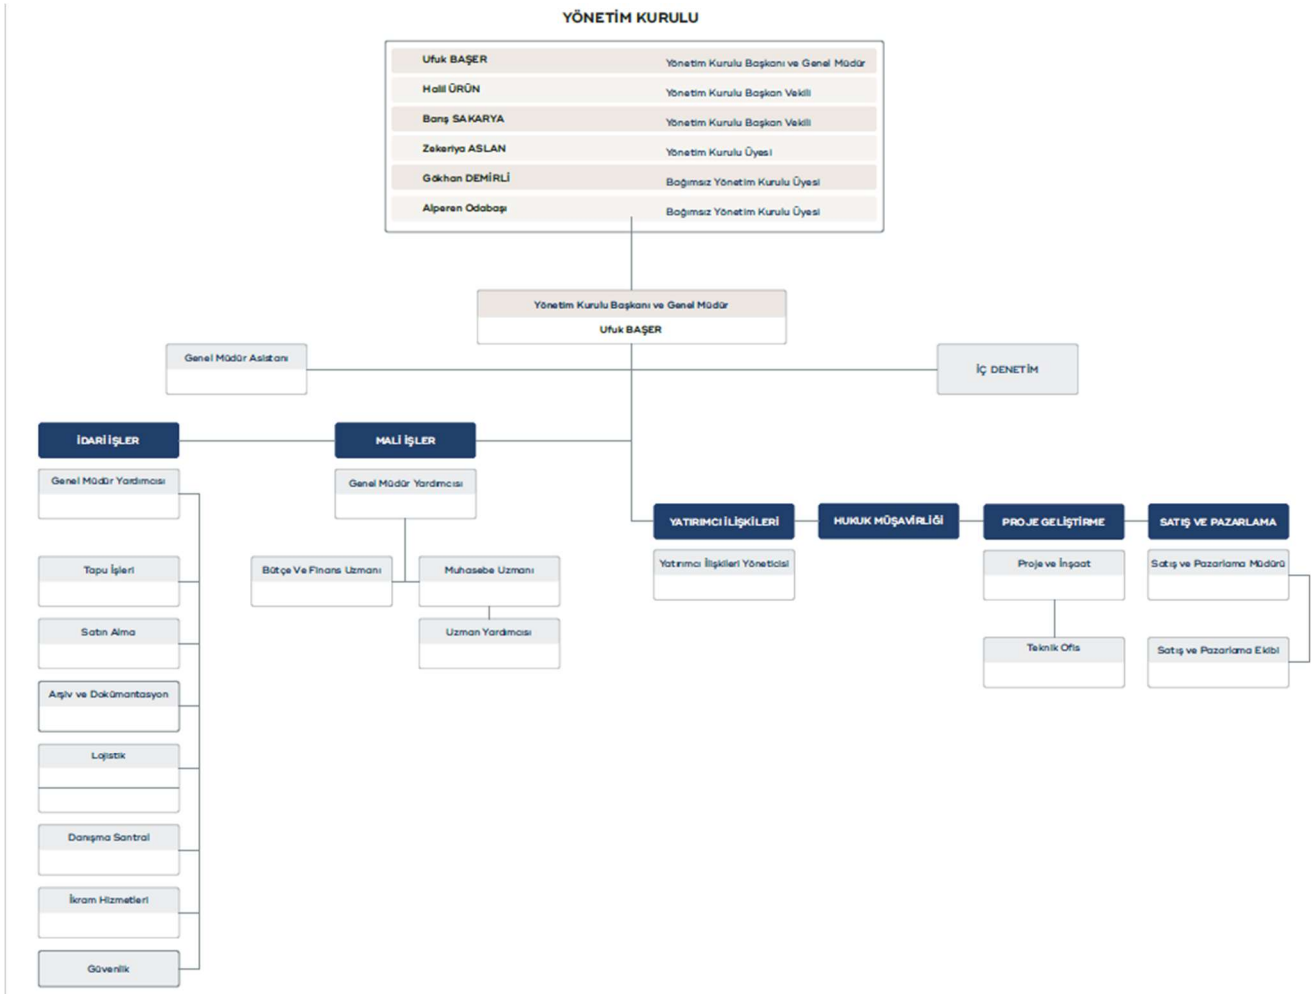 YÖNETİM KURULU
Ufuk BAŞER Yönetim Kurulu Başkanı ve Genel Müdür
Halil ÜRÜN Yönetim Kurulu Başkan Vekili
Barış SAKARYA Yönetim Kurulu Başkan Vekili
Zekeriya ASLAN Yönetim Kurulu Üyesi
Gökhan DEMİRLİ Bağımsız Yönetim Kurulu Üyesi
Alperen Odabaşı Bağımsız Yönetim Kurulu Üyesi
Yönetim Kurulu Başkanı ve Genel Müdür
Ufuk BAŞER
Genel Müdür Asistanı
İÇ DENETİM
İDARİ İŞLER
MALİ İŞLER
Genel Müdür Yardımcısı
Genel Müdür Yardımcısı
YATIRIMCI İLİŞKİLERİ
HUKUK MÜŞAVİRLİĞİ
PROJE GELİŞTİRME
SATIŞ VE PAZARLAMA
Tapu İşleri
Bütçe Ve Finans Uzmanı
Muhasebe Uzmanı
Yatırımcı İlişkileri Yöneticisi
Proje ve İnşaat
Satış ve Pazarlama Müdürü
Satın Alma
Uzman Yardımcısı
Teknik Ofis
Satış ve Pazarlama Ekibi
Arşiv ve Dokümantasyon
Lojistik
Danışma Santral
İkram Hizmetleri
Güvenlik